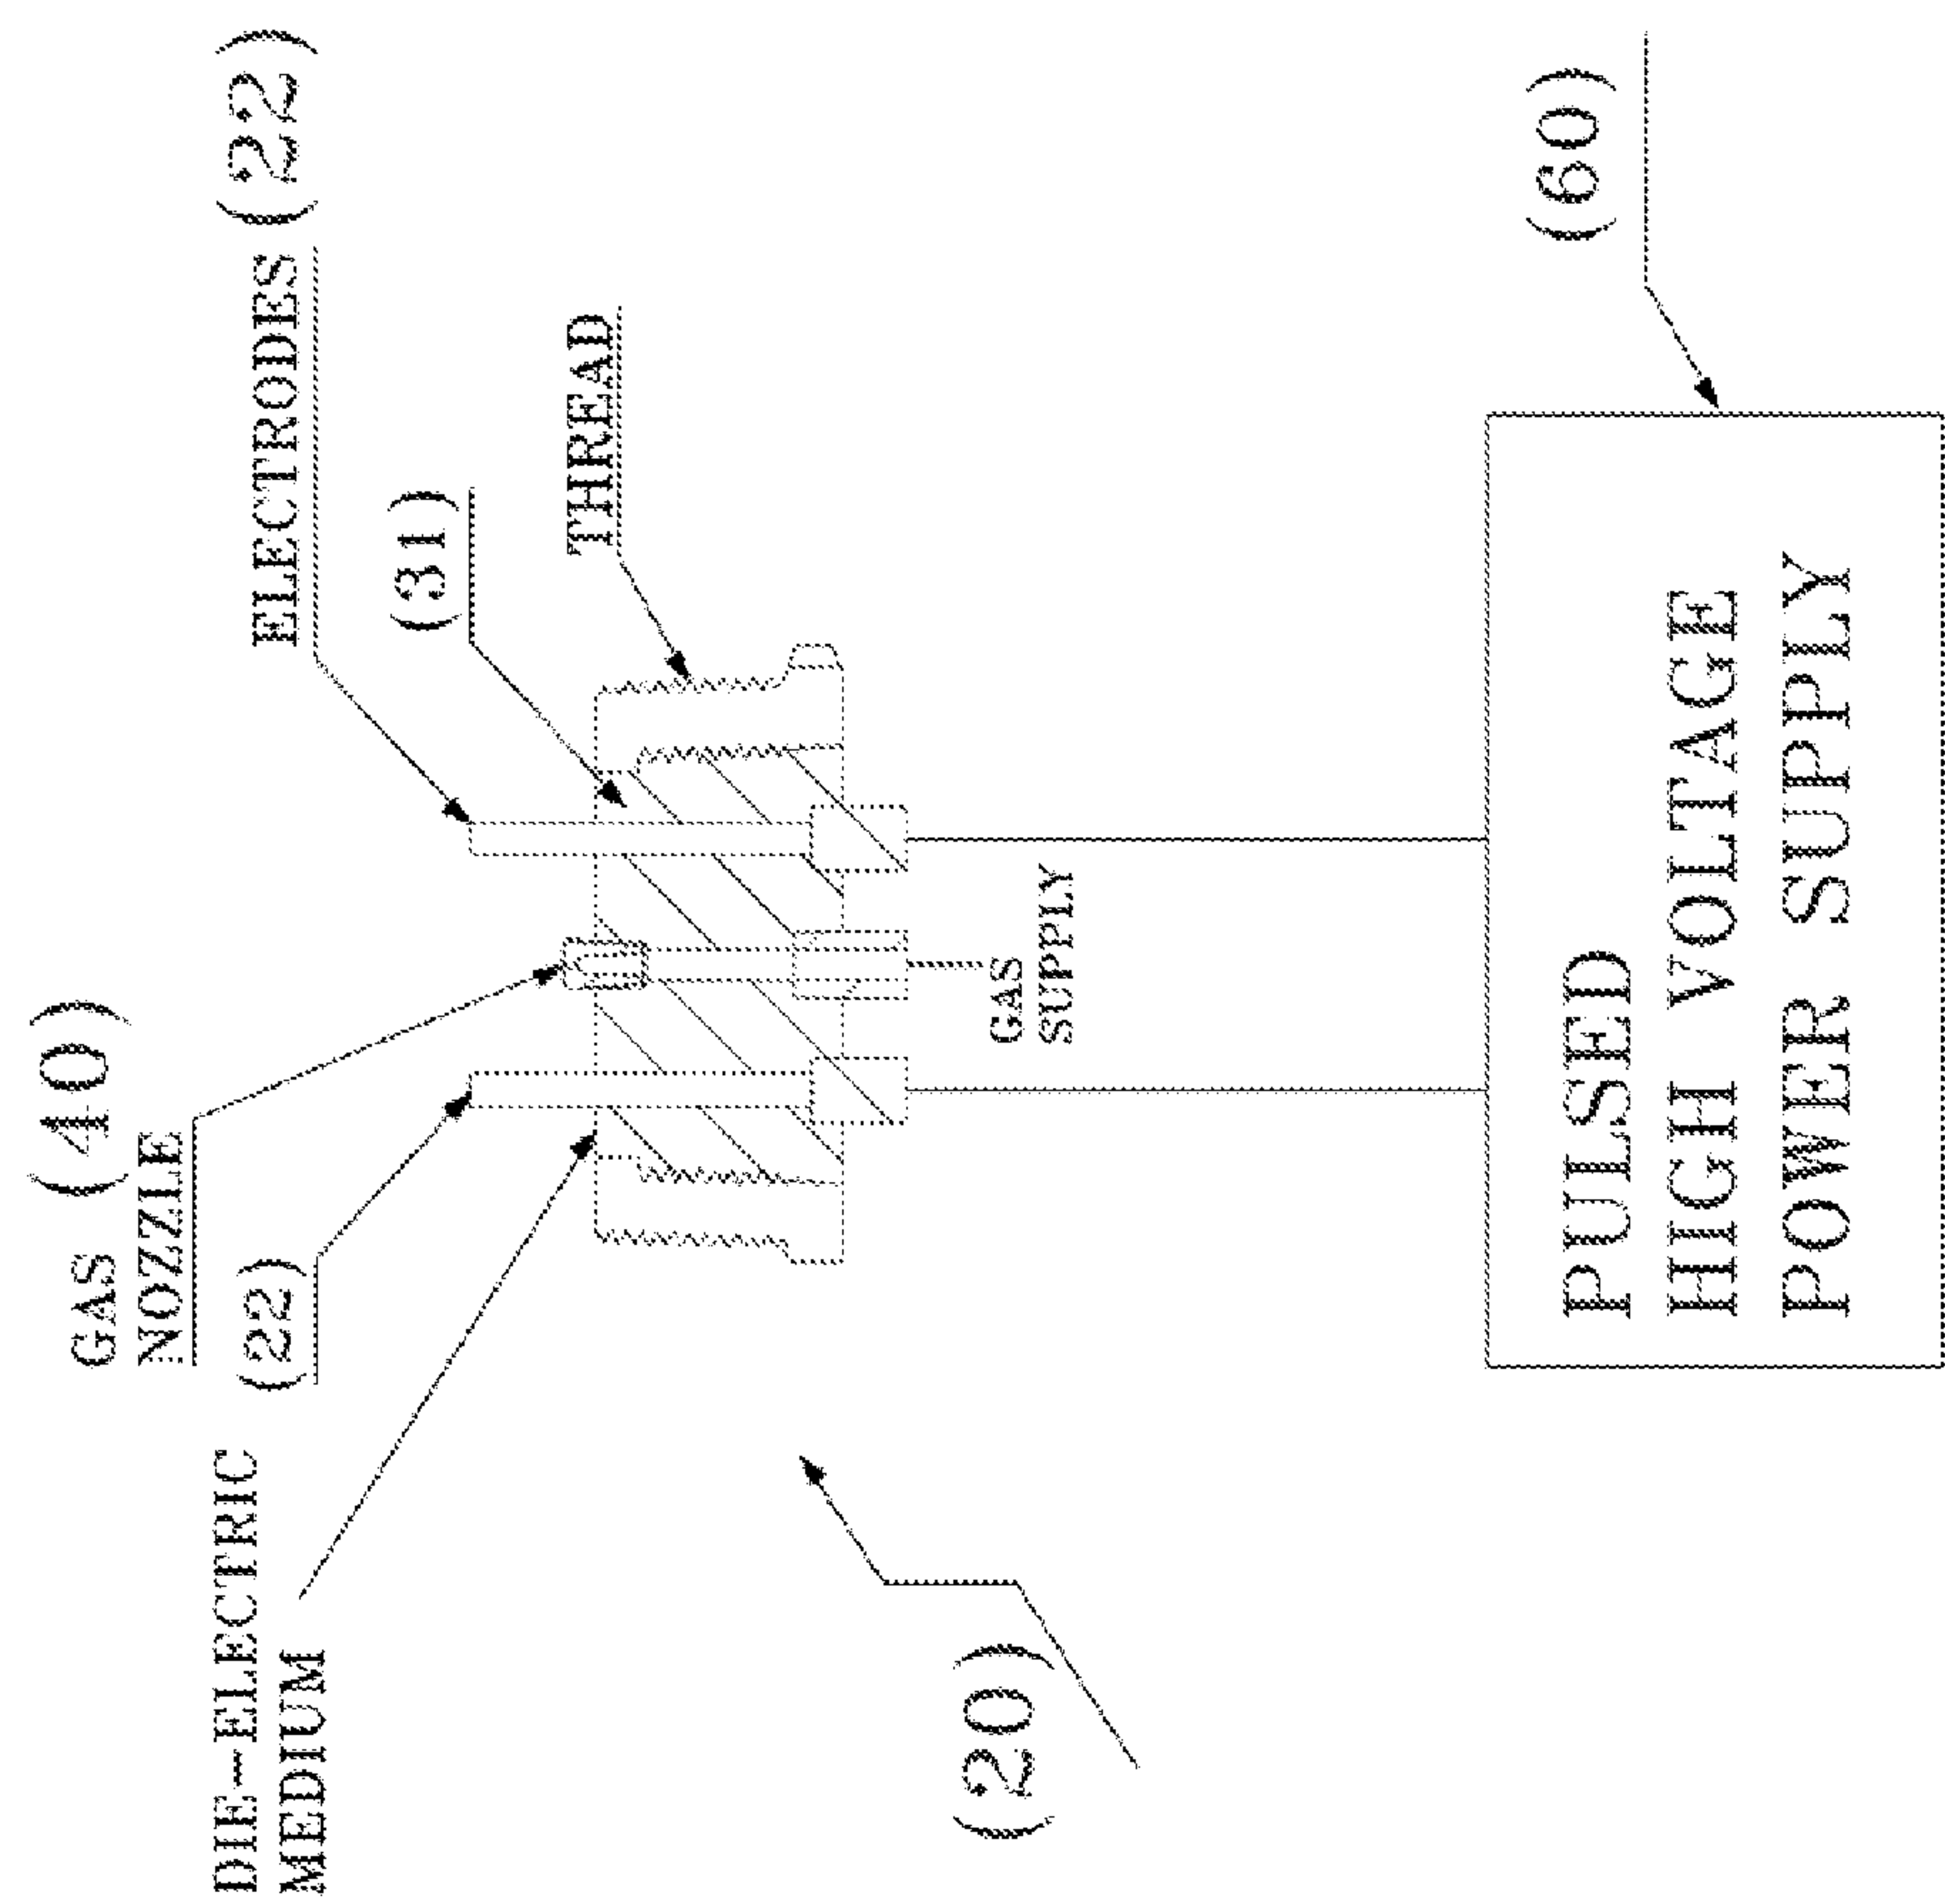 DIE-ELECTRIC
MEDIUM
GAS (40)
NOZZLE
(22)
ELECTRODES (22)
(31)
THREAD
GAS
SUPPLY
(20)
(60)
PULSED
HIGH VOLTAGE
POWER SUPPLY